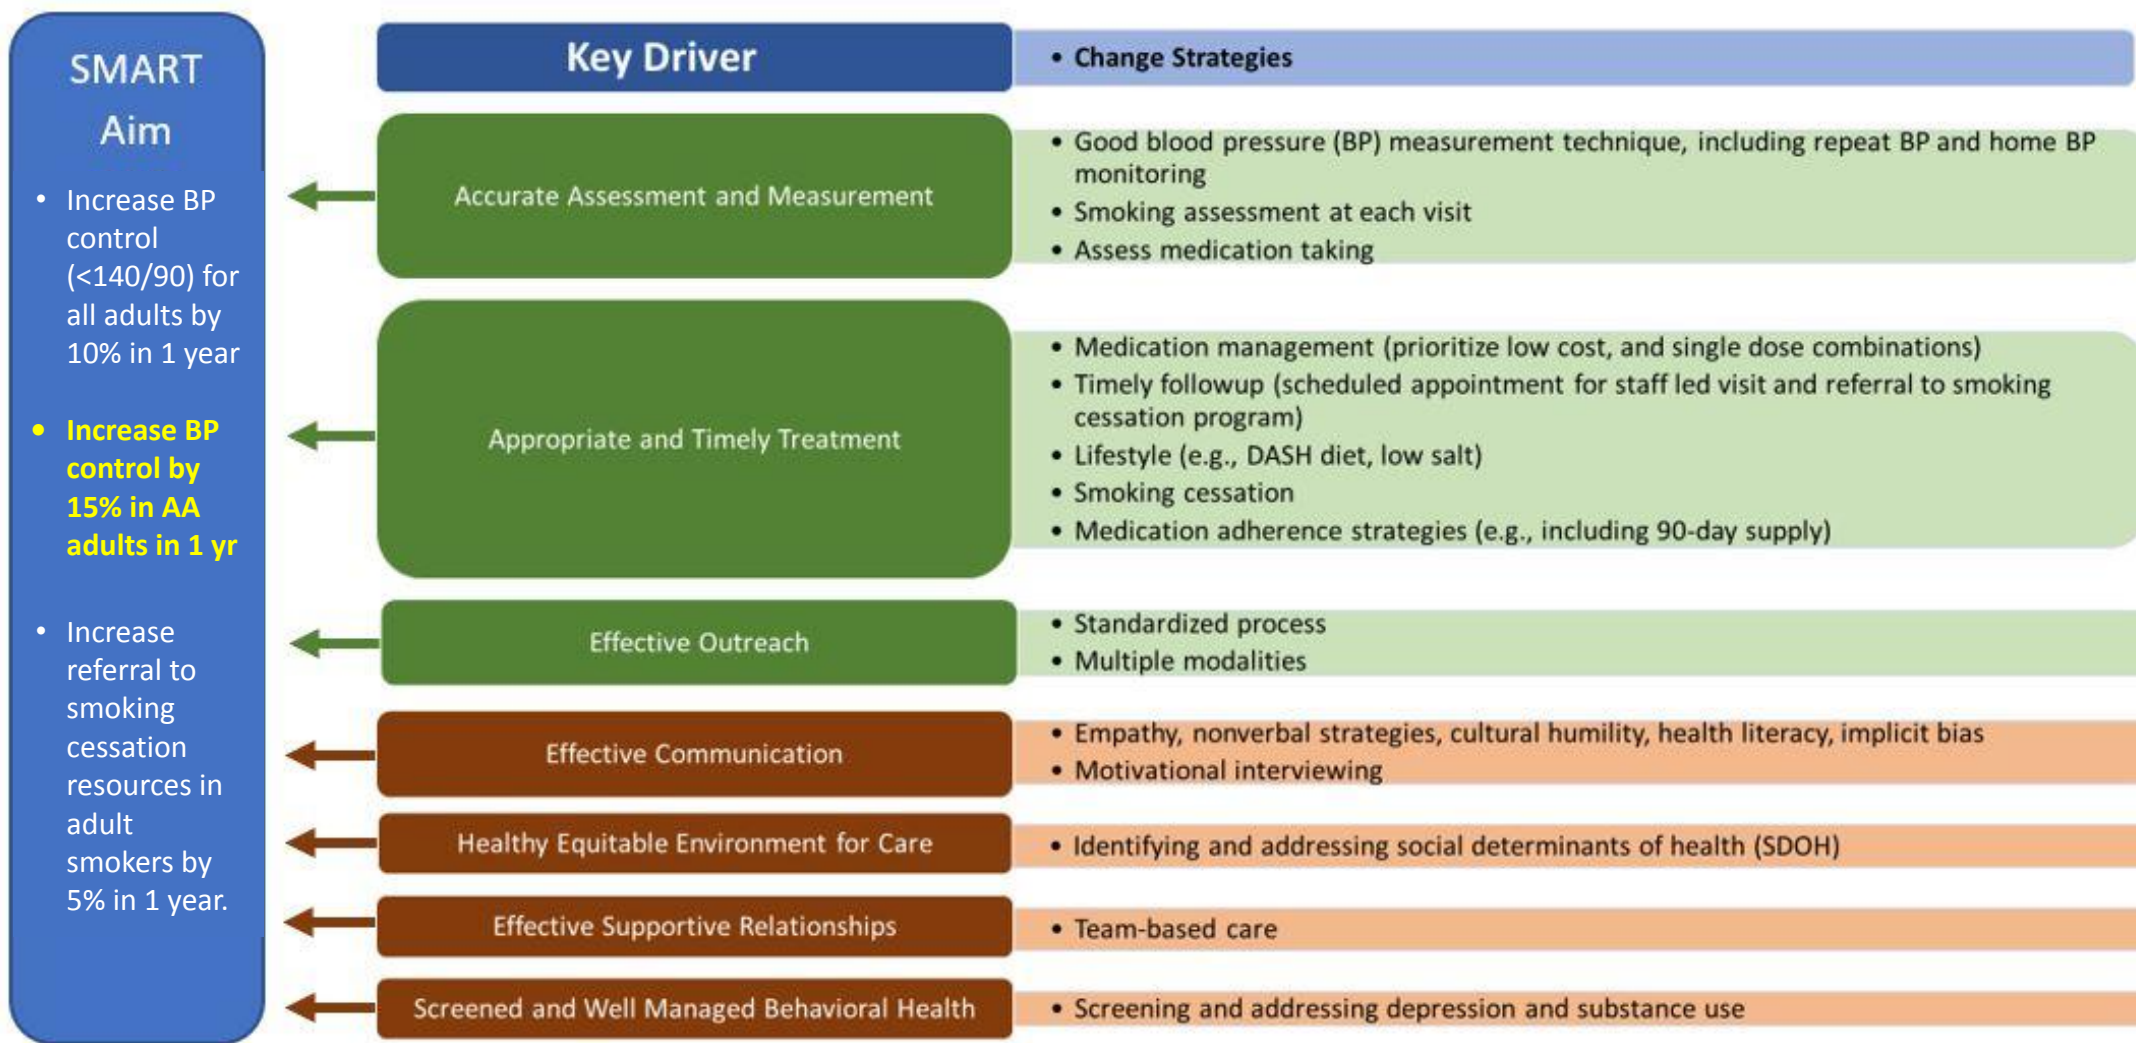 SMART
Aim
• Increase BP
control
(<140/90) for
all adults by
10% in 1 year
• Increase BP
control by
15% in AA
adults in 1 yr
• Increase
referral to
smoking
cessation
resources in
adult
smokers by
5% in 1 year.
Key Driver
• Change Strategies
Accurate Assessment and Measurement
• Good blood pressure (BP) measurement technique, including repeat BP and home BP
monitoring
• Smoking assessment at each visit
• Assess medication taking
Appropriate and Timely Treatment
• Medication management (prioritize low cost, and single dose combinations)
• Timely followup (scheduled appointment for staff led visit and referral to smoking
cessation program)
• Lifestyle (e.g., DASH diet, low salt)
• Smoking cessation
• Medication adherence strategies (e.g., including 90-day supply)
Effective Outreach
• Standardized process
• Multiple modalities
Effective Communication
• Empathy, nonverbal strategies, cultural humility, health literacy, implicit bias
• Motivational interviewing
Healthy Equitable Environment for Care
• Identifying and addressing social determinants of health (SDOH)
Effective Supportive Relationships
• Team-based care
Screened and Well Managed Behavioral Health
• Screening and addressing depression and substance use